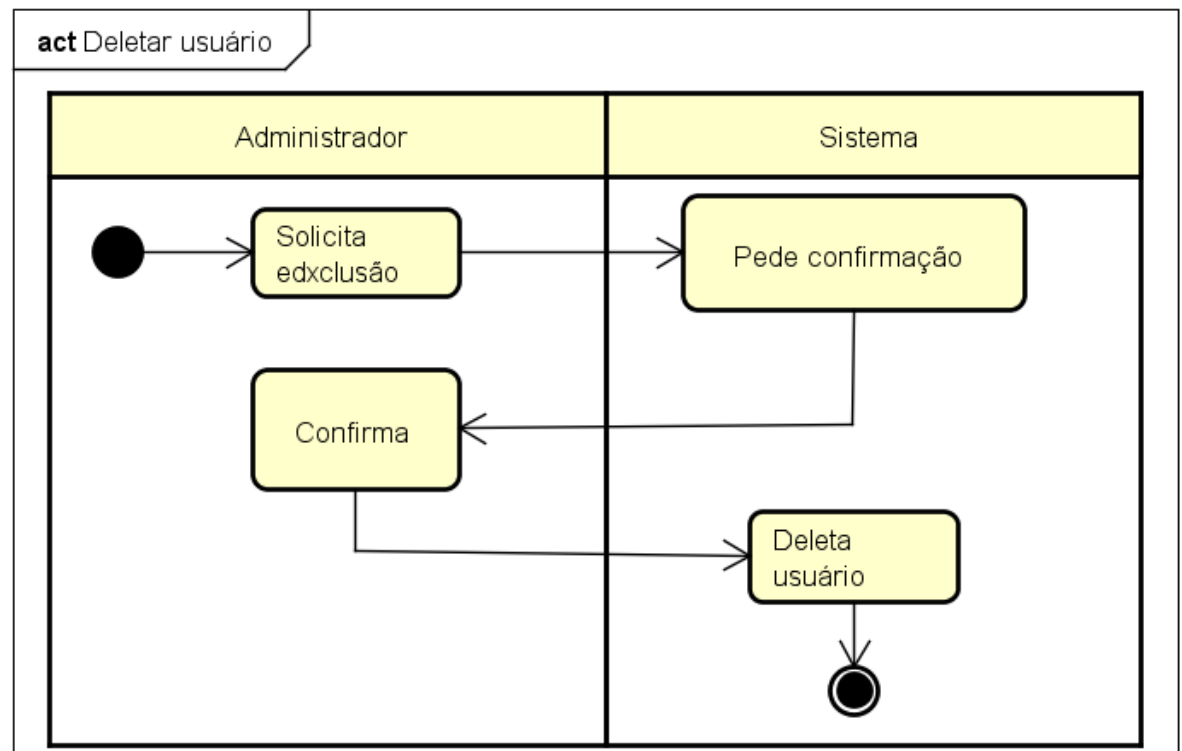 act Deletar usuário
Administrador
Sistema
Solicita
edxclusão
Pede confirmação
Confirma
Deleta
usuário